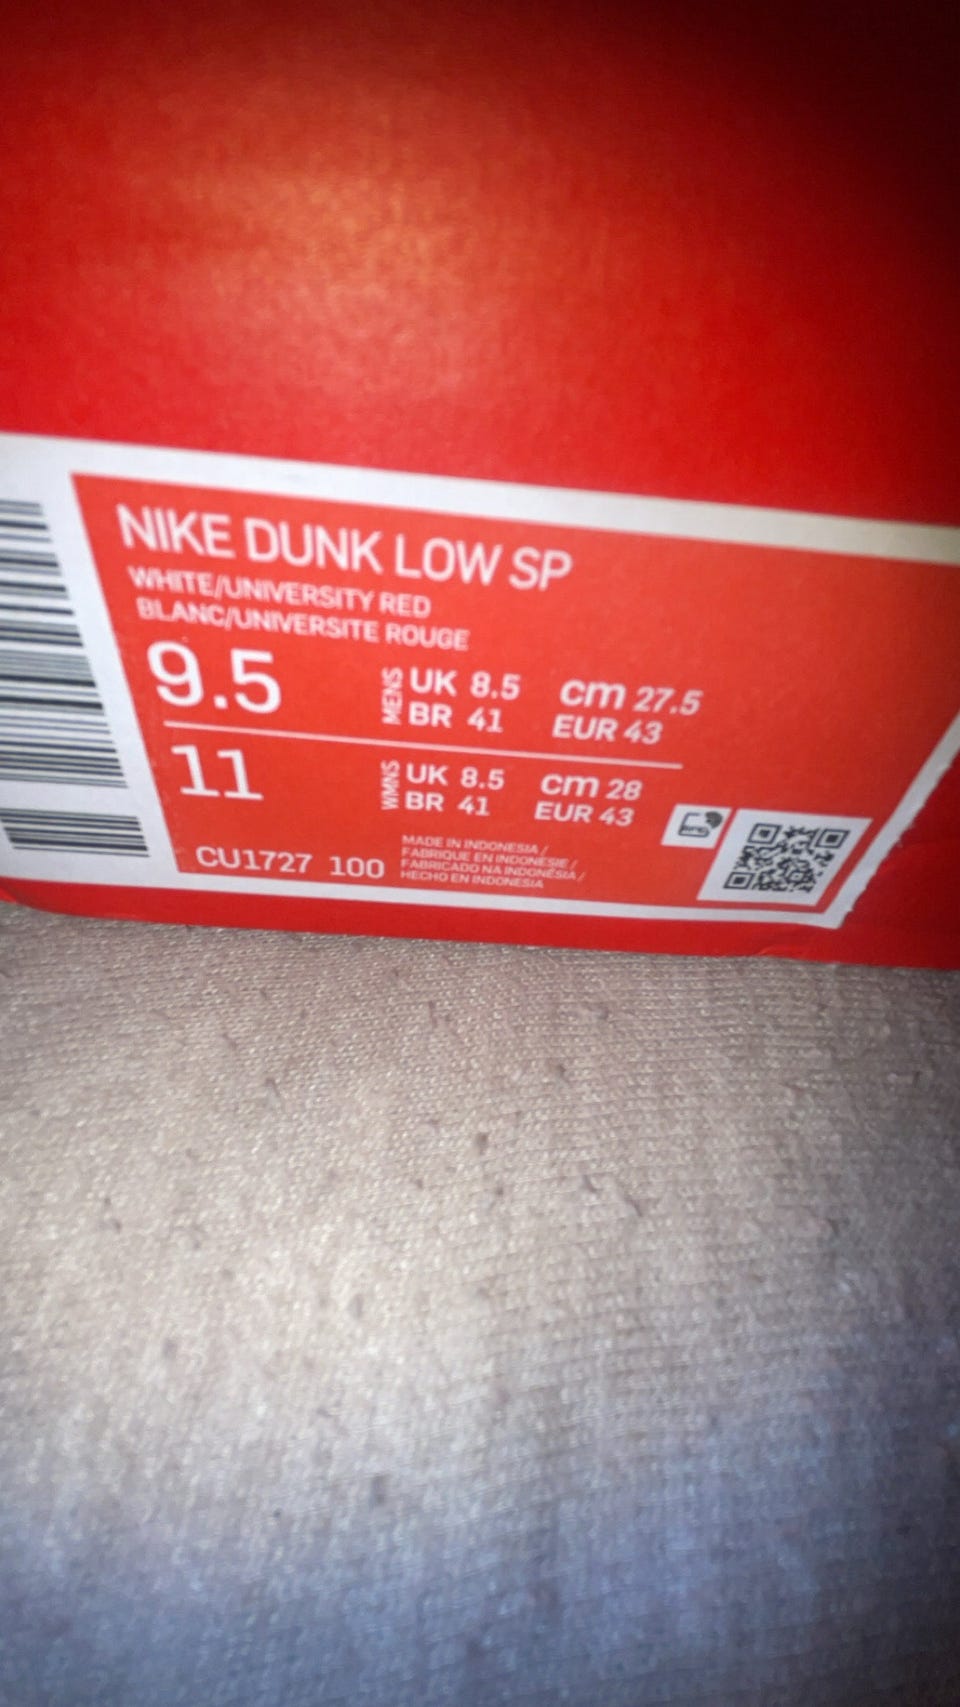 NIKE DUNK LOW SP
WHITE/UNIVERSITY RED
BLANC/UNIVERSITE ROUGE
9.5 MENS UK 8.5 cm 27.5
BR 41 EUR 43
11 WMNS UK 8.5 cm 28
BR 41 EUR 43
CU1727 100
MADE IN INDONESIA /
FABRIQUE EN INDONESIE /
FABRICADO NA INDONÉSIA /
HECHO EN INDONESIA